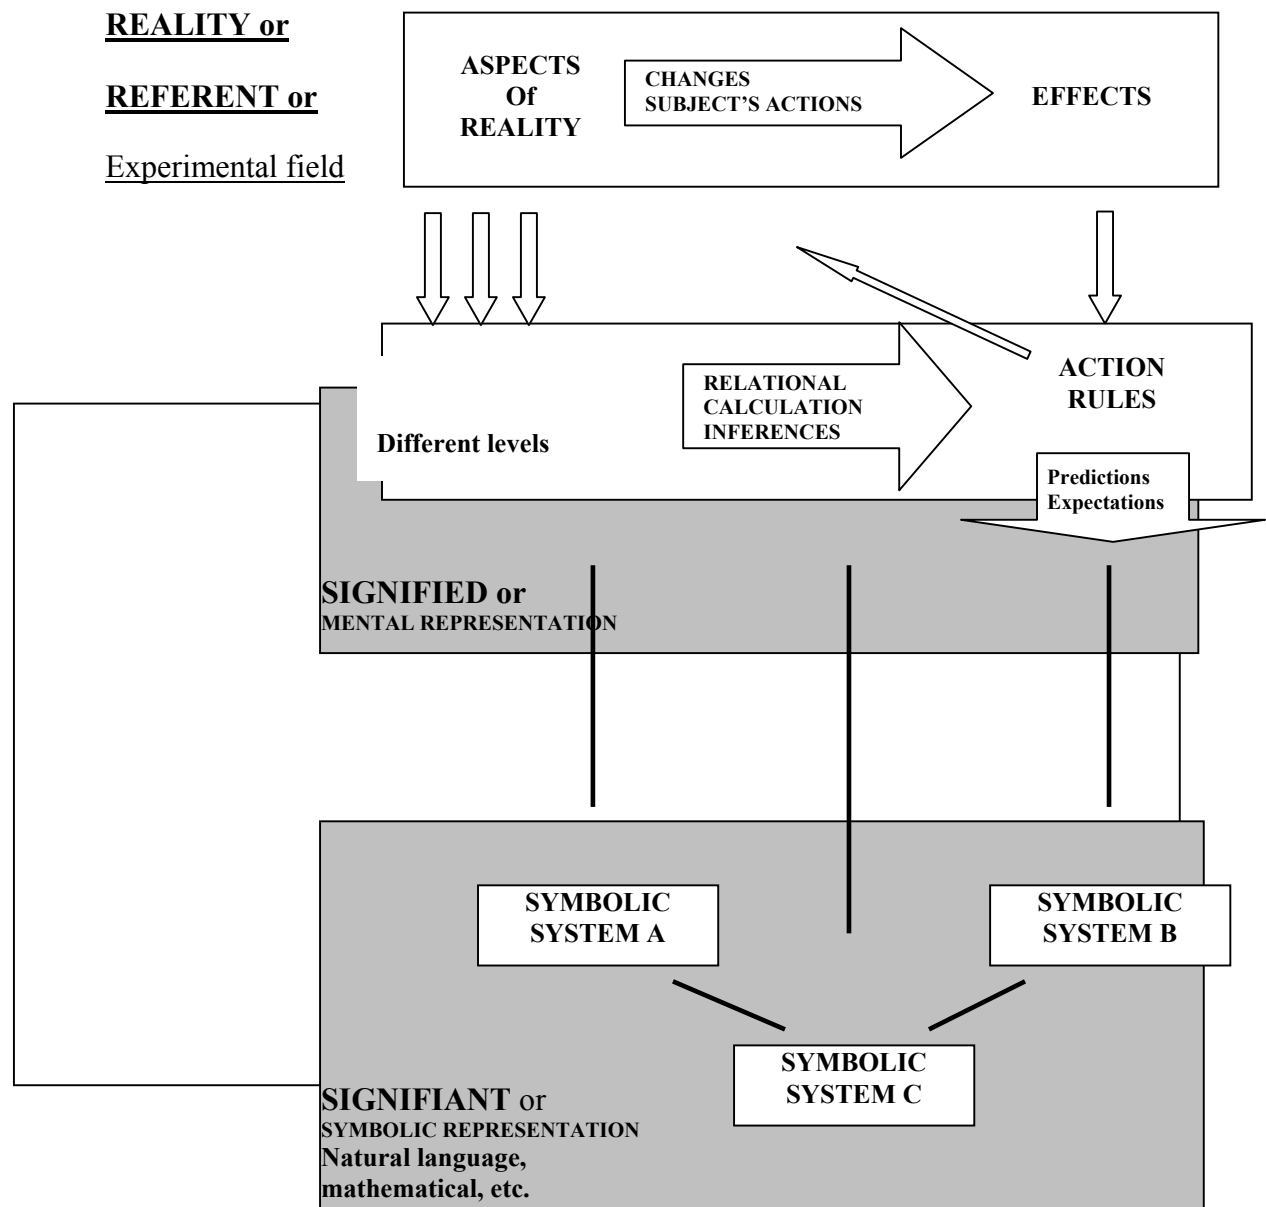 REALITY or
REFERENT or
Experimental field
ASPECTS
Of
REALITY
CHANGES
SUBJECT'S ACTIONS
EFFECTS
Different levels
RELATIONAL
CALCULATION
INFERENCES
ACTION
RULES
Predictions
Expectations
SIGNIFIED or
MENTAL REPRESENTATION
SYMBOLIC
SYSTEM A
SYMBOLIC
SYSTEM B
SYMBOLIC
SYSTEM C
SIGNIFIANT or
SYMBOLIC REPRESENTATION
Natural language,
mathematical, etc.